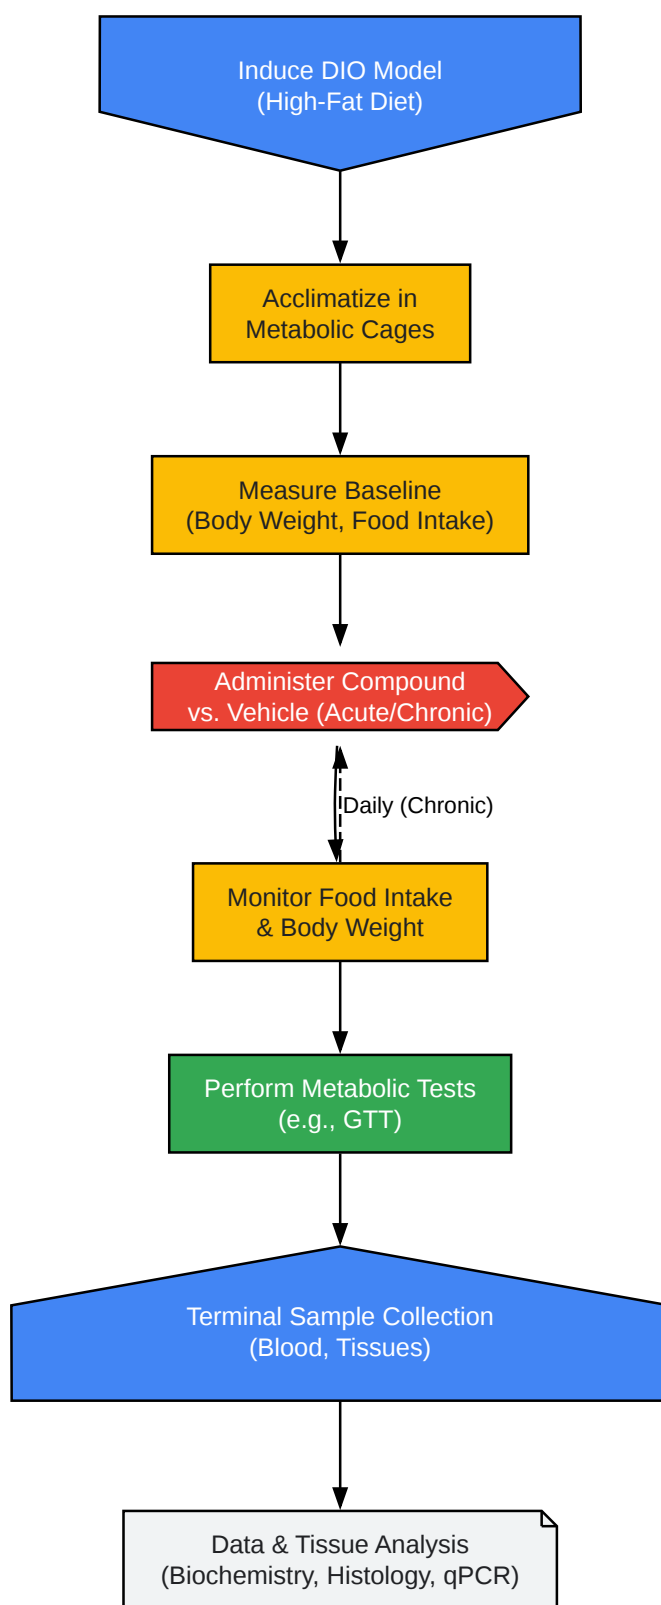 Induce DIO Model
(High-Fat Diet)
Acclimatize in
Metabolic Cages
Measure Baseline
(Body Weight, Food Intake)
Administer Compound
vs. Vehicle (Acute/Chronic)
Daily (Chronic)
Monitor Food Intake
& Body Weight
Perform Metabolic Tests
(e.g., GTT)
Terminal Sample Collection
(Blood, Tissues)
Data & Tissue Analysis
(Biochemistry, Histology, qPCR)